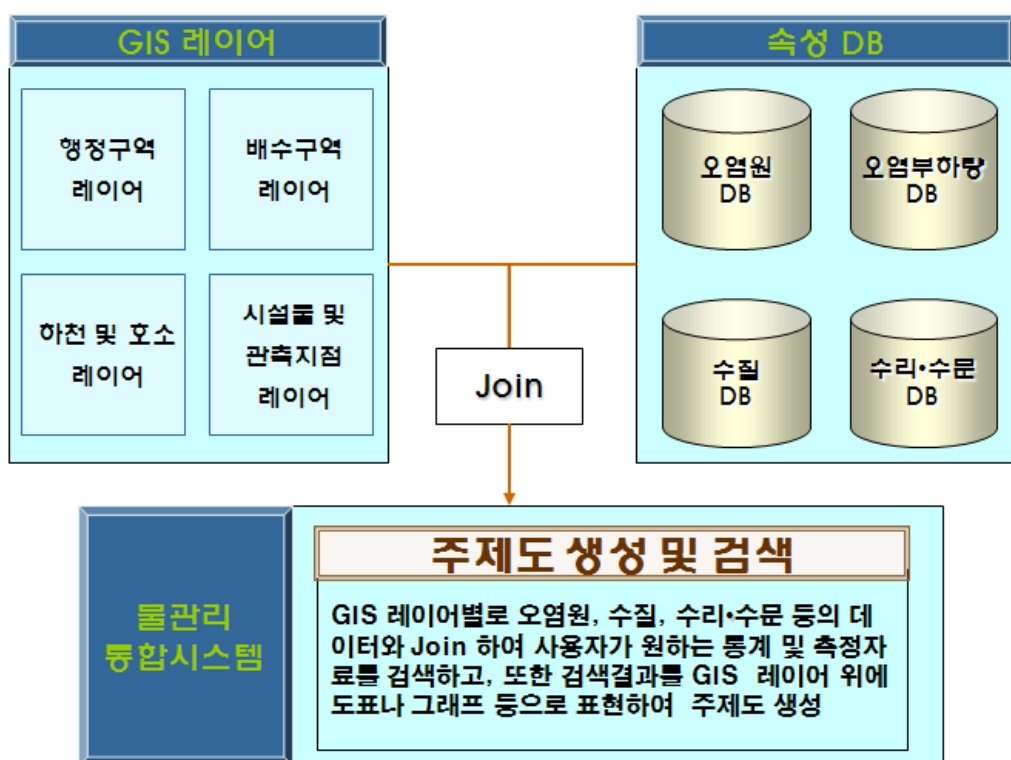 GIS 레이어
속성 DB
행정구역
레이어
배수구역
레이어
하천 및 호소
레이어
시설물 및
관측지점
레이어
오염원
DB
오염부하량
DB
수질
DB
수리·수문
DB
Join
물관리
통합시스템
주제도 생성 및 검색
GIS 레이어별로 오염원, 수질, 수리·수문 등의 데
이터와 Join 하여 사용자가 원하는 통계 및 측정자
료를 검색하고, 또한 검색결과를 GIS 레이어 위에
도표나 그래프 등으로 표현하여 주제도 생성